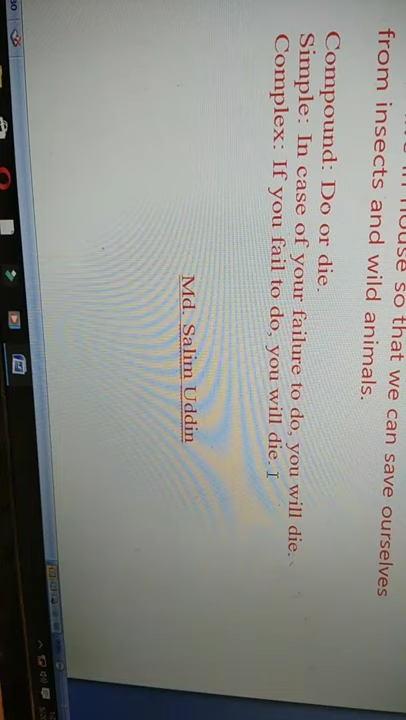 in house so that we can save ourselves
from insects and wild animals.
Compound: Do or die.
Simple: In case of your failure to do, you will die.
Complex: If you fail to do, you will die.
Md. Salim Uddin